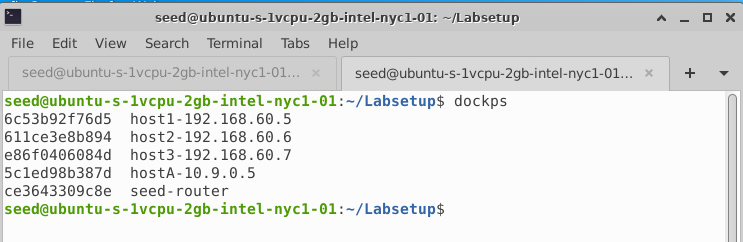 seed@ubuntu-s-1vcpu-2gb-intel-nyc1-01: ~/Labsetup
File Edit View Search Terminal Tabs Help
seed@ubuntu-s-1vcpu-2gb-intel-nyc1-01... × seed@ubuntu-s-1vcpu-2gb-intel-nyc1-01... ×
seed@ubuntu-s-1vcpu-2gb-intel-nyc1-01:~/Labsetup$ dockps
6c53b92f76d5 host1-192.168.60.5
611ce3e8b894 host2-192.168.60.6
e86f0406084d host3-192.168.60.7
5c1ed98b387d hostA-10.9.0.5
ce3643309c8e seed-router
seed@ubuntu-s-1vcpu-2gb-intel-nyc1-01:~/Labsetup$